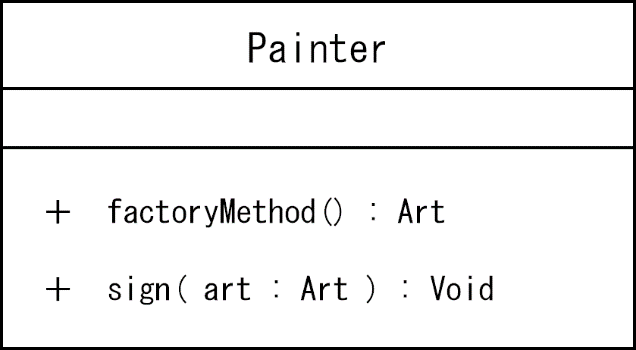 Painter
+ factoryMethod() : Art
+ sign( art : Art ) : Void